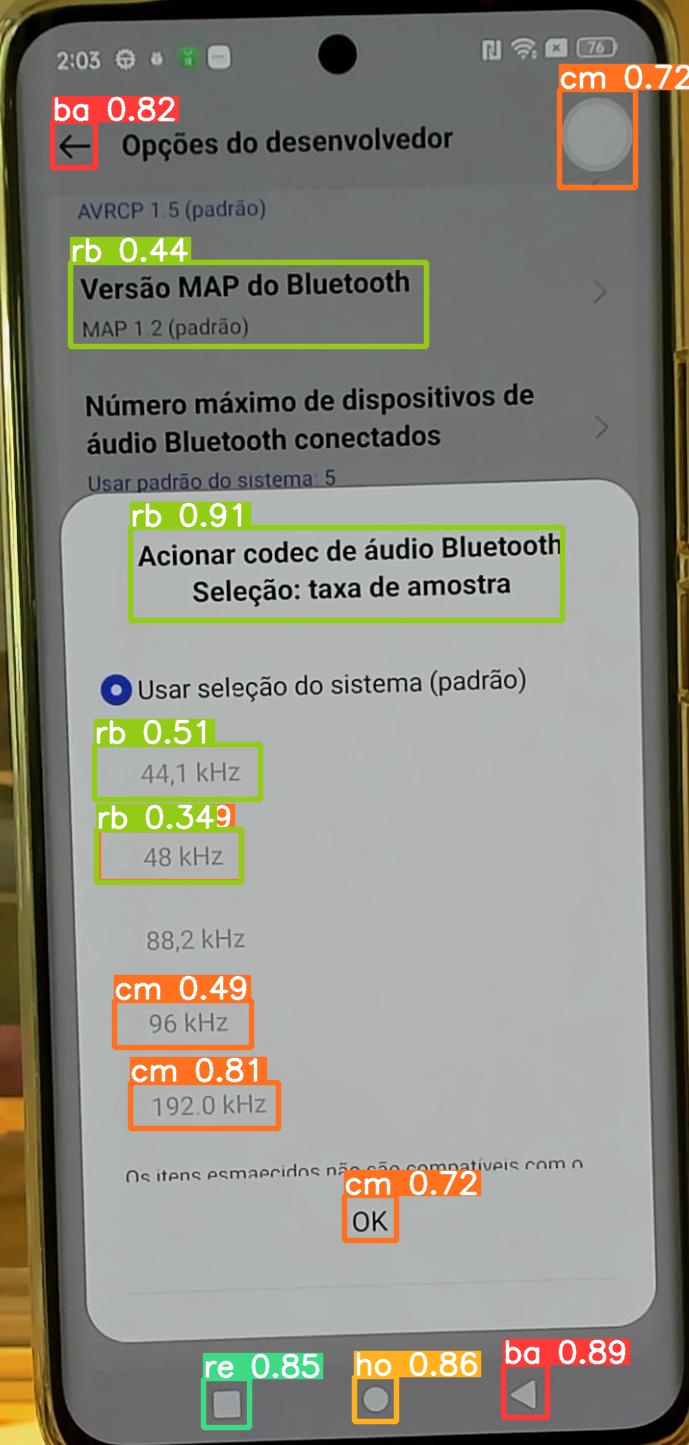 2:03
76
cm 0.72
ba 0.82
Opções do desenvolvedor
AVRCP 1.5 (padrão)
rb 0.44
Versão MAP do Bluetooth
MAP 1.2 (padrão)
Número máximo de dispositivos de
áudio Bluetooth conectados
Usar padrão do sistema: 5
rb 0.91
Acionar codec de áudio Bluetooth
Seleção: taxa de amostra
Usar seleção do sistema (padrão)
rb 0.51
44,1 kHz
rb 0.349
48 kHz
88,2 kHz
cm 0.49
96 kHz
cm 0.81
192.0 kHz
Os itens esmaecidos não são compatíveis com o
cm 0.72
OK
re 0.85
ho 0.86
ba 0.89